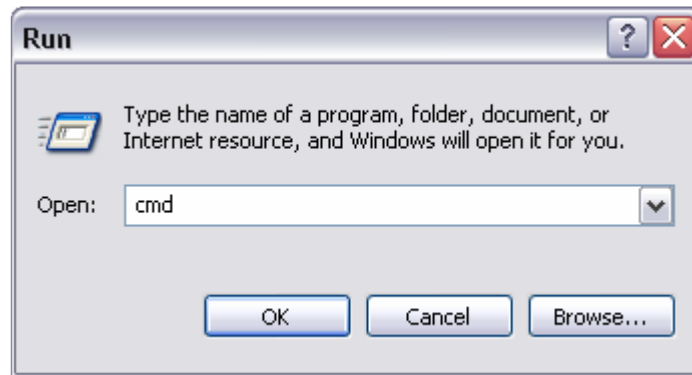 Run
Type the name of a program, folder, document, or
Internet resource, and Windows will open it for you.
Open: cmd
OK Cancel Browse...